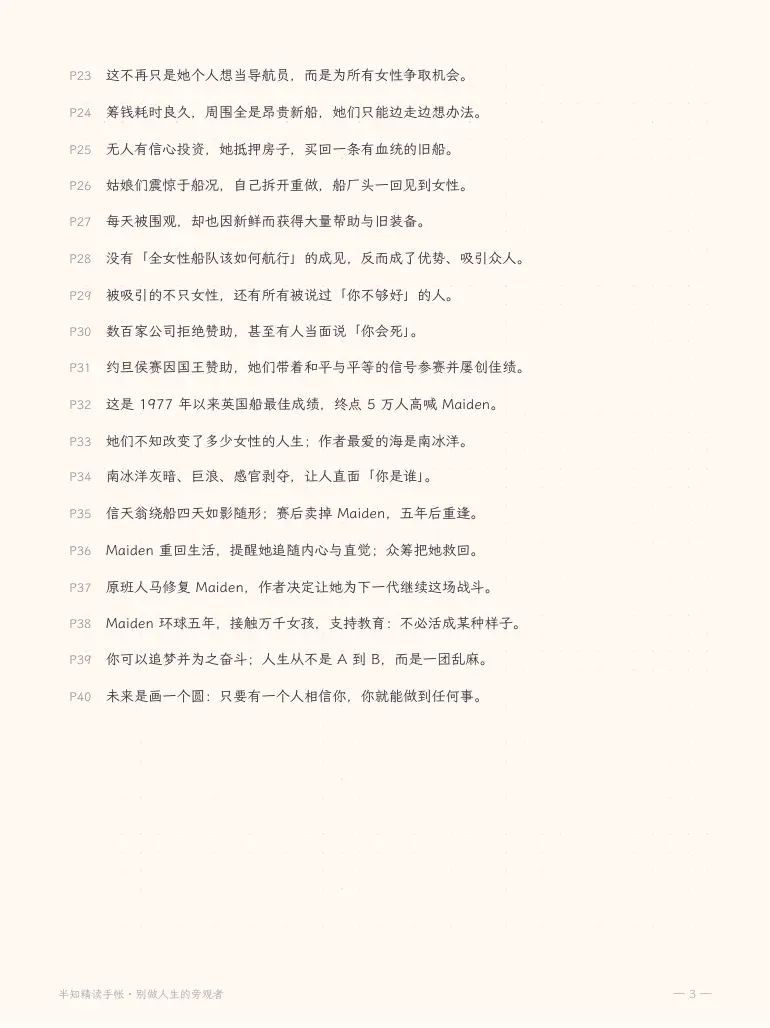 P23 这不再只是她个人想当导航员，而是为所有女性争取机会。
P24 筹钱耗时良久，周围全是昂贵新船，她们只能边走边想办法。
P25 无人有信心投资，她抵押房子，买回一条有血统的旧船。
P26 姑娘们震惊于船况，自己拆开重做，船厂头一回见到女性。
P27 每天被围观，却也因新鲜而获得大量帮助与旧装备。
P28 没有「全女性船队该如何航行」的成见，反而成了优势、吸引众人。
P29 被吸引的不只女性，还有所有被说过「你不够好」的人。
P30 数百家公司拒绝赞助，甚至有人当面说「你会死」。
P31 约旦侯赛因国王赞助，她们带着和平与平等的信号参赛并屡创佳绩。
P32 这是 1977 年以来英国船最佳成绩，终点 5 万人高喊 Maiden。
P33 她们不知改变了多少女性的人生；作者最爱的海是南冰洋。
P34 南冰洋灰暗、巨浪、感官剥夺，让人直面「你是谁」。
P35 信天翁绕船四天如影随形；赛后卖掉 Maiden，五年后重逢。
P36 Maiden 重回生活，提醒她追随内心与直觉；众筹把她救回。
P37 原班人马修复 Maiden，作者决定让她为下一代继续这场战斗。
P38 Maiden 环球五年，接触万千女孩，支持教育：不必活成某种样子。
P39 你可以追梦并为之奋斗；人生从不是 A 到 B，而是一团乱麻。
P40 未来是画一个圆：只要有一个人相信你，你就能做到任何事。
半知精读手帐·别做人生的旁观者
— 3 —